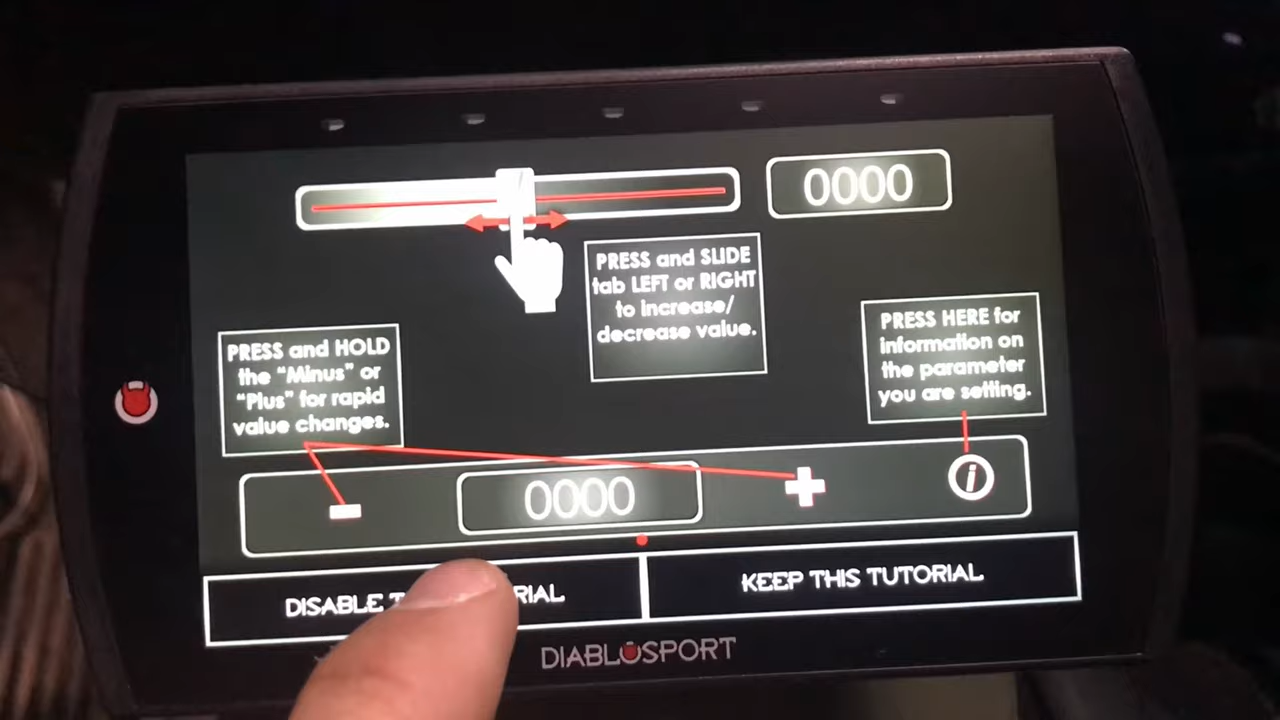 0000
PRESS and SLIDE
tab LEFT or RIGHT
to increase/
decrease value.
PRESS HERE for
information on
the parameter
you are setting.
PRESS and HOLD
the “Minus” or
“Plus” for rapid
value changes.
0000
i
DISABLE T RIAL
KEEP THIS TUTORIAL
DIABLOSPORT